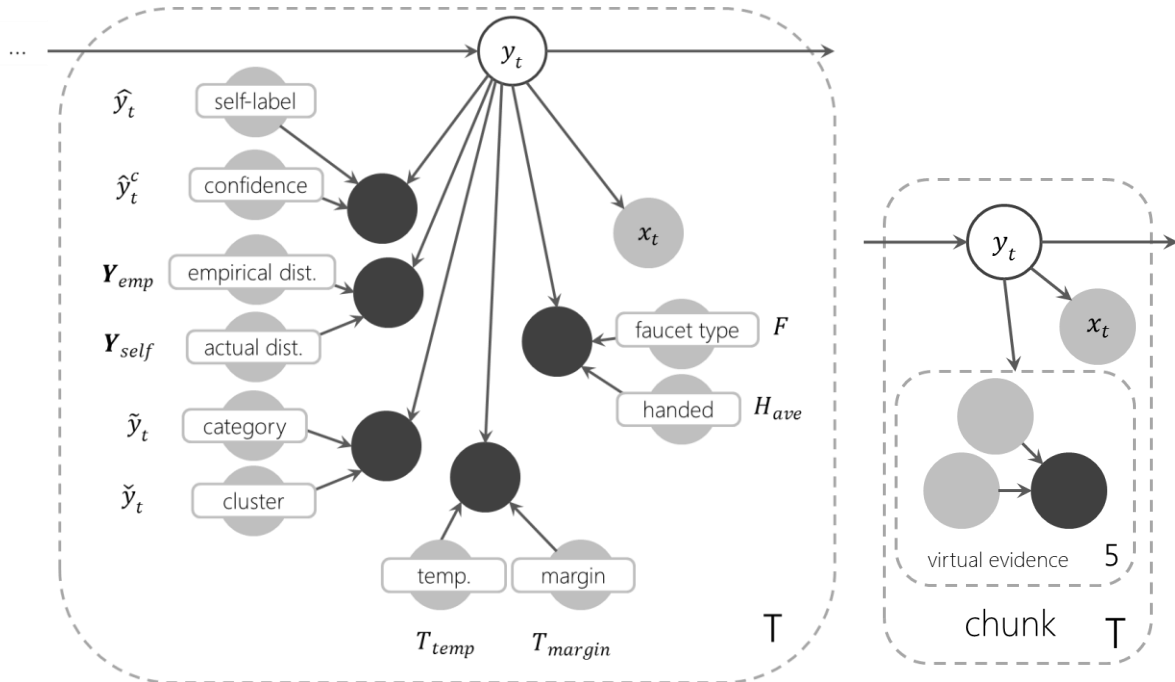 ...
y_t
ŷ_t self-label
ŷ_t^c confidence
x_t
Y_emp empirical dist.
Y_self actual dist.
faucet type F
handed H_ave
ỹ_t category
y̌_t cluster
temp. margin
T_temp T_margin
T
y_t
x_t
virtual evidence 5
chunk T